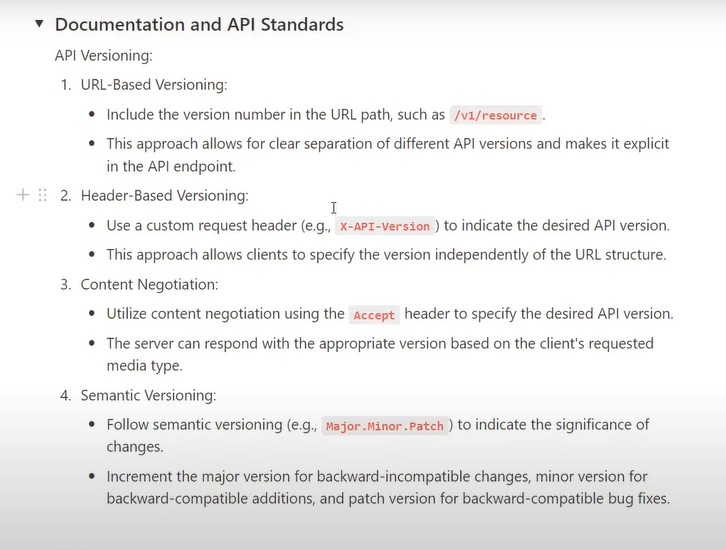 Documentation and API Standards
API Versioning:
1. URL-Based Versioning:
• Include the version number in the URL path, such as /v1/resource .
• This approach allows for clear separation of different API versions and makes it explicit
in the API endpoint.
2. Header-Based Versioning:
• Use a custom request header (e.g., X-API-Version ) to indicate the desired API version.
• This approach allows clients to specify the version independently of the URL structure.
3. Content Negotiation:
• Utilize content negotiation using the Accept header to specify the desired API version.
• The server can respond with the appropriate version based on the client's requested
media type.
4. Semantic Versioning:
• Follow semantic versioning (e.g., Major.Minor.Patch ) to indicate the significance of
changes.
• Increment the major version for backward-incompatible changes, minor version for
backward-compatible additions, and patch version for backward-compatible bug fixes.